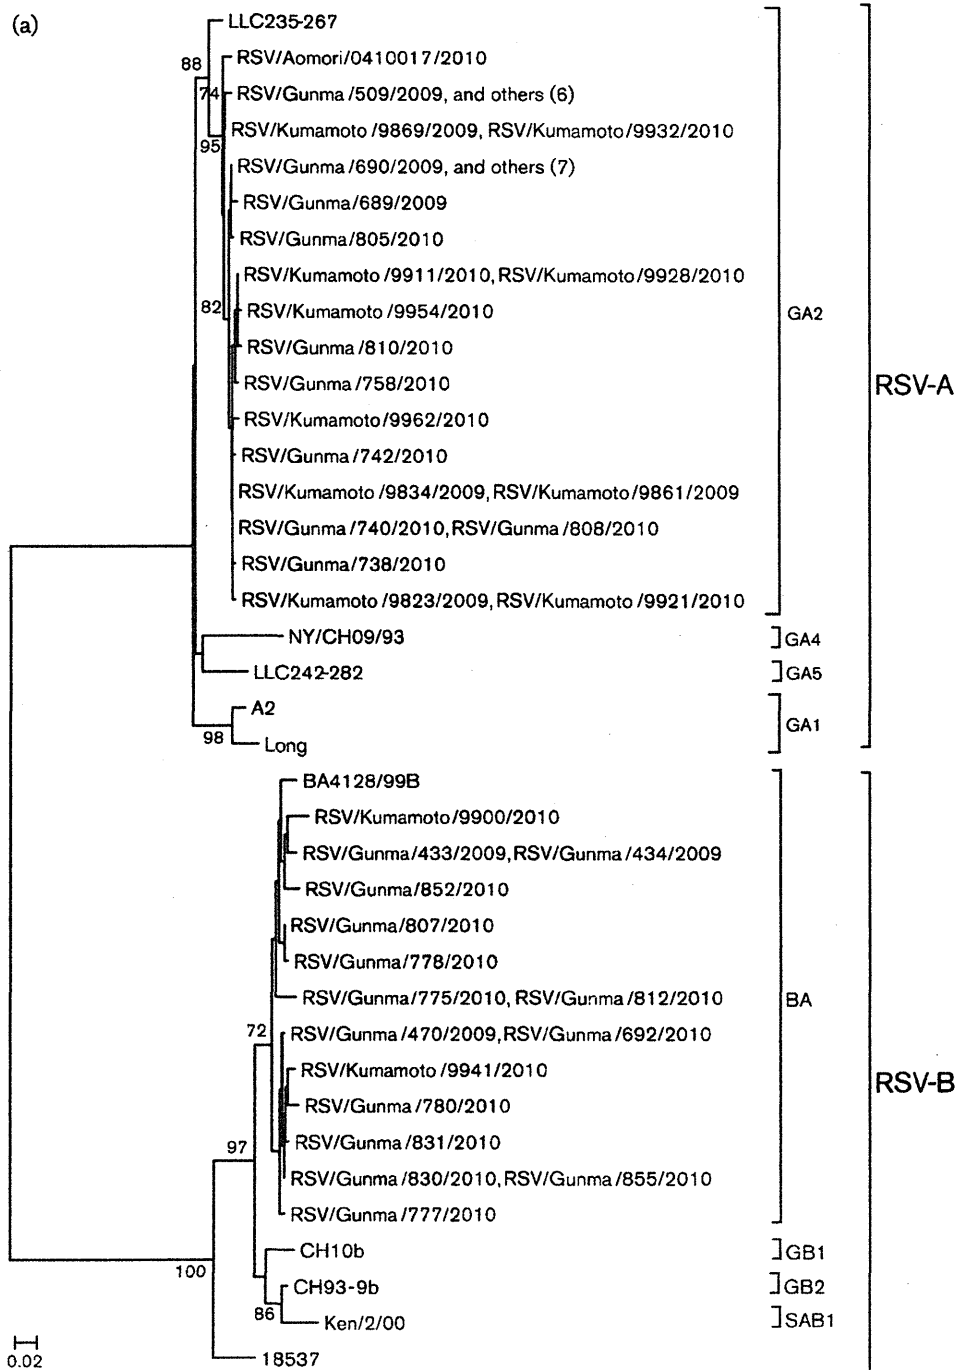 (a)
LLC235-267
88
RSV/Aomori/0410017/2010
74
RSV/Gunma/509/2009, and others (6)
RSV/Kumamoto/9869/2009, RSV/Kumamoto/9932/2010
95
RSV/Gunma/690/2009, and others (7)
RSV/Gunma/689/2009
RSV/Gunma/805/2010
RSV/Kumamoto/9911/2010, RSV/Kumamoto/9928/2010
82
RSV/Kumamoto/9954/2010
GA2
RSV/Gunma/810/2010
RSV/Gunma/758/2010
RSV-A
RSV/Kumamoto/9962/2010
RSV/Gunma/742/2010
RSV/Kumamoto/9834/2009, RSV/Kumamoto/9861/2009
RSV/Gunma/740/2010, RSV/Gunma/808/2010
RSV/Gunma/738/2010
RSV/Kumamoto/9823/2009, RSV/Kumamoto/9921/2010
NY/CH09/93
GA4
LLC242-282
GA5
A2
GA1
98
Long
BA4128/99B
RSV/Kumamoto/9900/2010
RSV/Gunma/433/2009, RSV/Gunma/434/2009
RSV/Gunma/852/2010
RSV/Gunma/807/2010
RSV/Gunma/778/2010
RSV/Gunma/775/2010, RSV/Gunma/812/2010
BA
72
RSV/Gunma/470/2009, RSV/Gunma/692/2010
RSV/Kumamoto/9941/2010
RSV-B
RSV/Gunma/780/2010
97
RSV/Gunma/831/2010
RSV/Gunma/830/2010, RSV/Gunma/855/2010
RSV/Gunma/777/2010
CH10b
GB1
100
CH93-9b
GB2
86
Ken/2/00
SAB1
18537
0.02